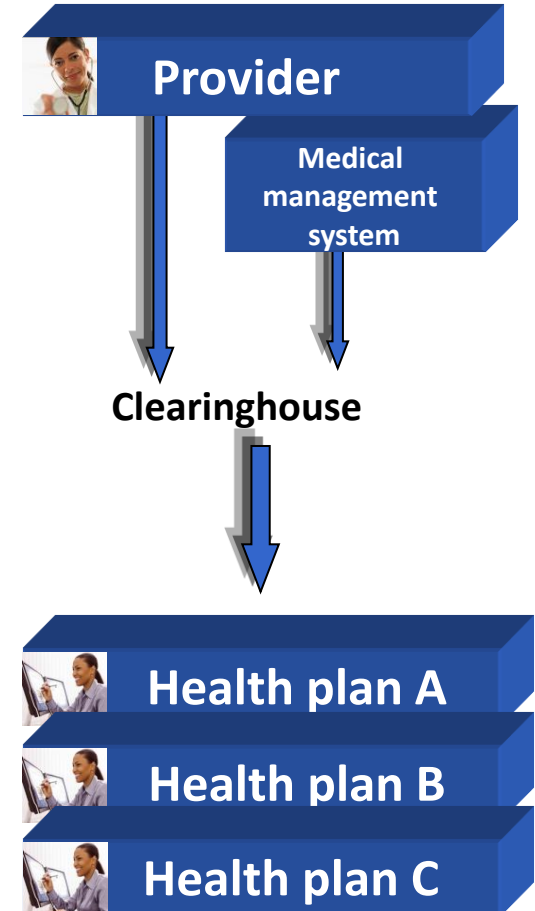 Provider
Medical
management
system
Clearinghouse
Health plan A
Health plan B
Health plan C